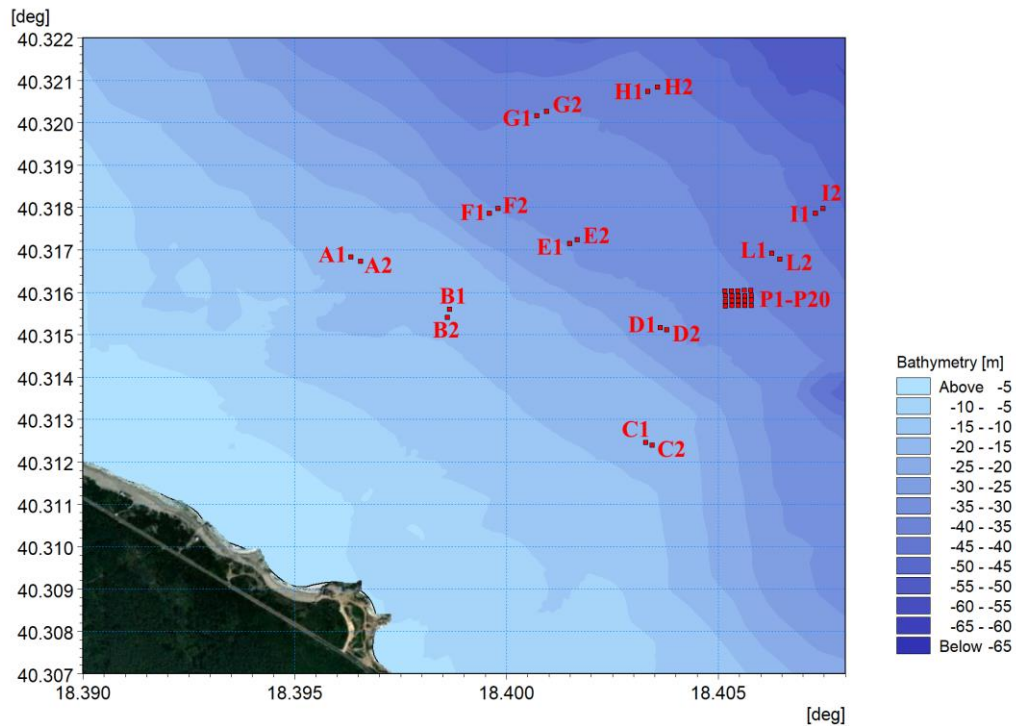 [deg]
40.322
40.321
40.320
40.319
40.318
40.317
40.316
40.315
40.314
40.313
40.312
40.311
40.310
40.309
40.308
40.307
18.390
18.395
18.400
18.405
[deg]
H1
H2
G1
G2
I2
I1
F1
F2
E1
E2
A1
A2
L1
L2
B1
B2
P1-P20
D1
D2
C1
C2
Bathymetry [m]
Above -5
-10 - -5
-15 - -10
-20 - -15
-25 - -20
-30 - -25
-35 - -30
-40 - -35
-45 - -40
-50 - -45
-55 - -50
-60 - -55
-65 - -60
Below -65